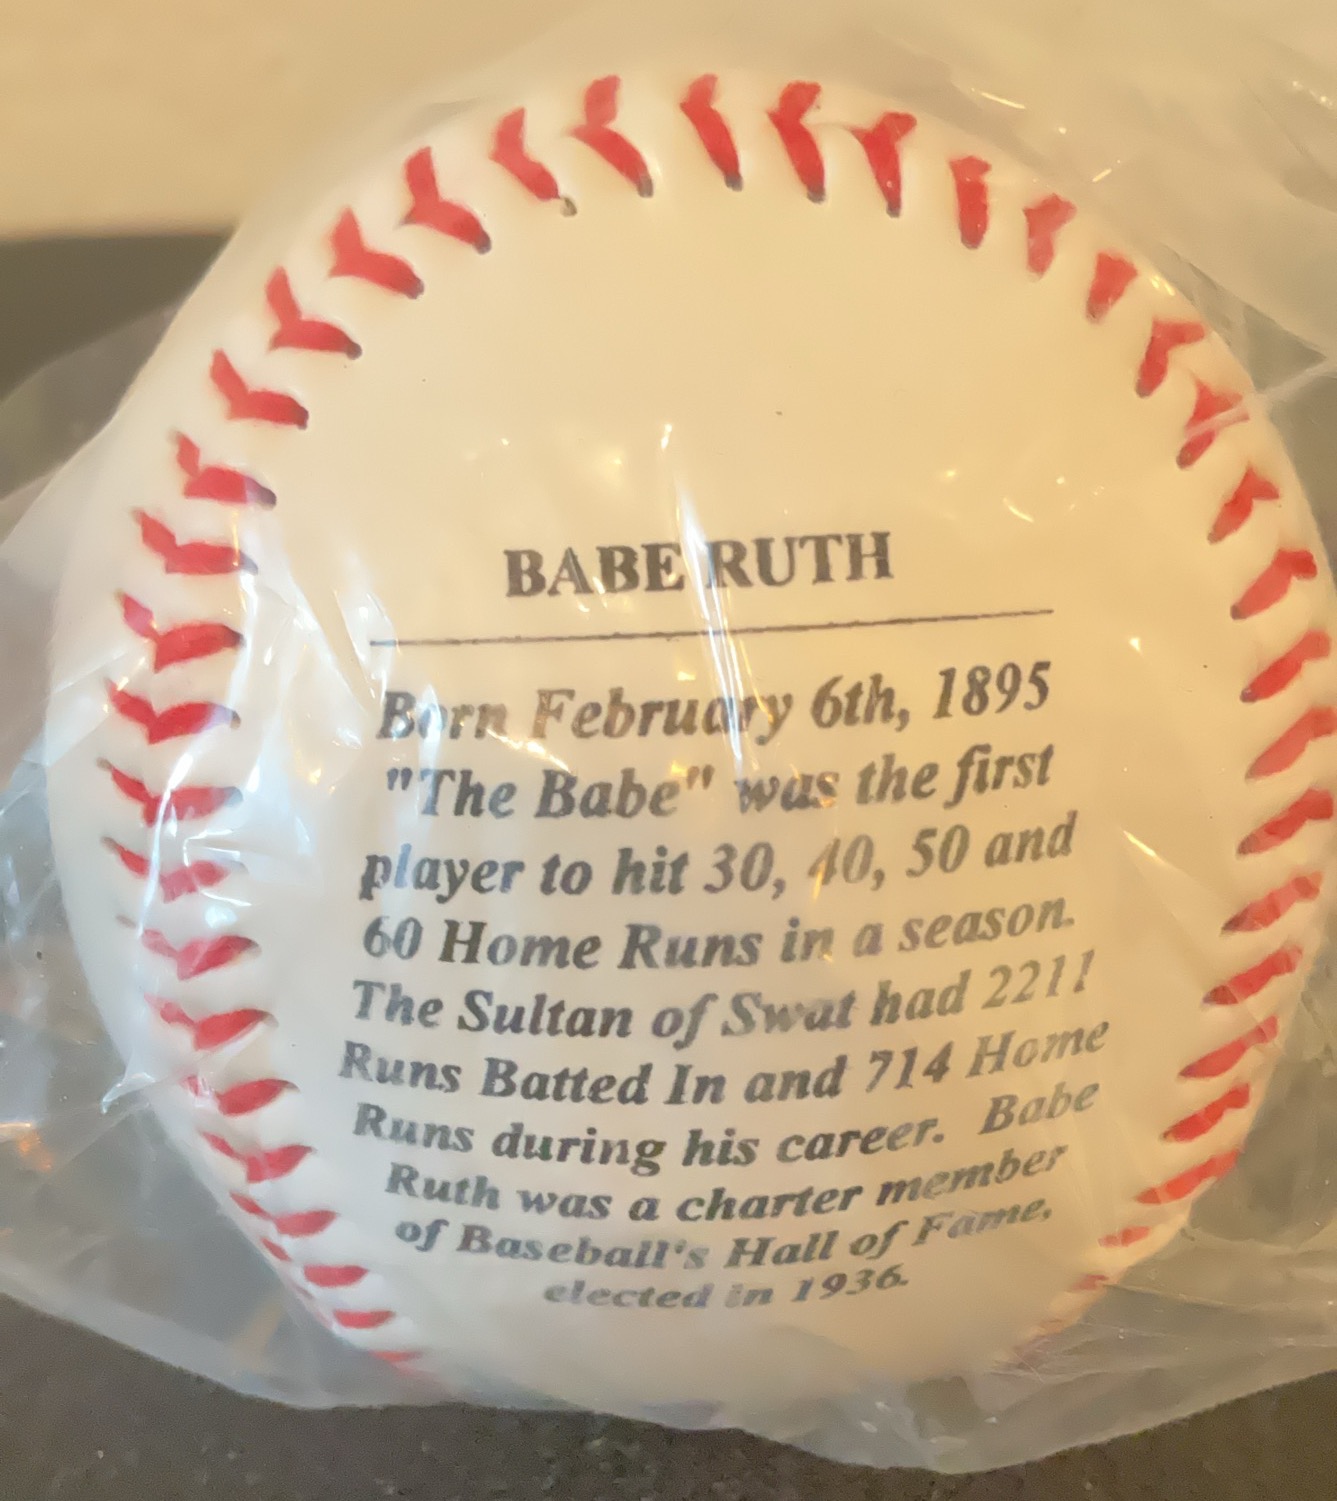 BABE RUTH
Born February 6th, 1895
"The Babe" was the first
player to hit 30, 40, 50 and
60 Home Runs in a season.
The Sultan of Swat had 2211
Runs Batted In and 714 Home
Runs during his career. Babe
Ruth was a charter member
of Baseball's Hall of Fame,
elected in 1936.